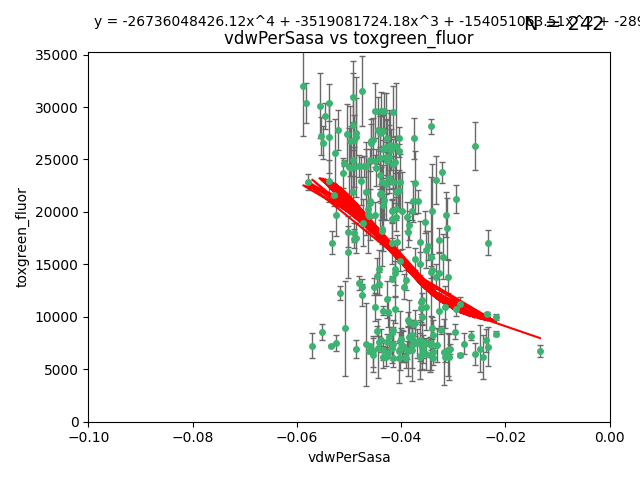 y = -26736048426.12x^4 + -3519081724.18x^3 + + -289
N = 242
vdwPerSasa vs toxgreen_fluor
35000
30000
25000
20000
15000
10000
5000
0
toxgreen_fluor
−0.10 −0.08 −0.06 −0.04 −0.02 0.00
vdwPerSasa